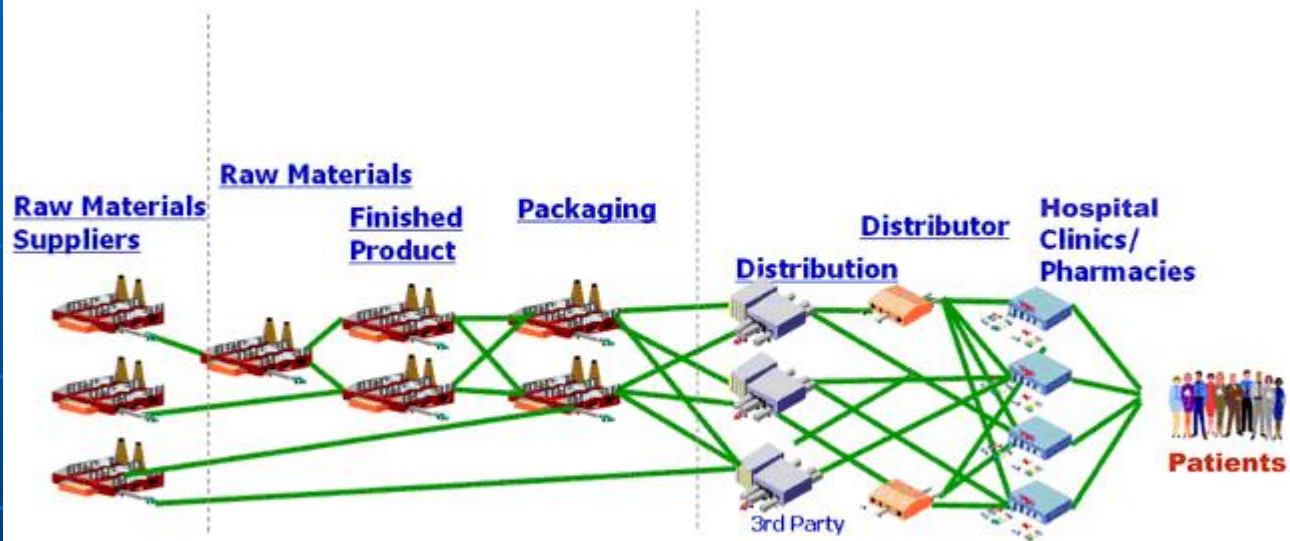 Raw Materials
Suppliers
Raw Materials
Finished
Product
Packaging
Distribution
Distributor
Hospital
Clinics/
Pharmacies
3rd Party
Patients